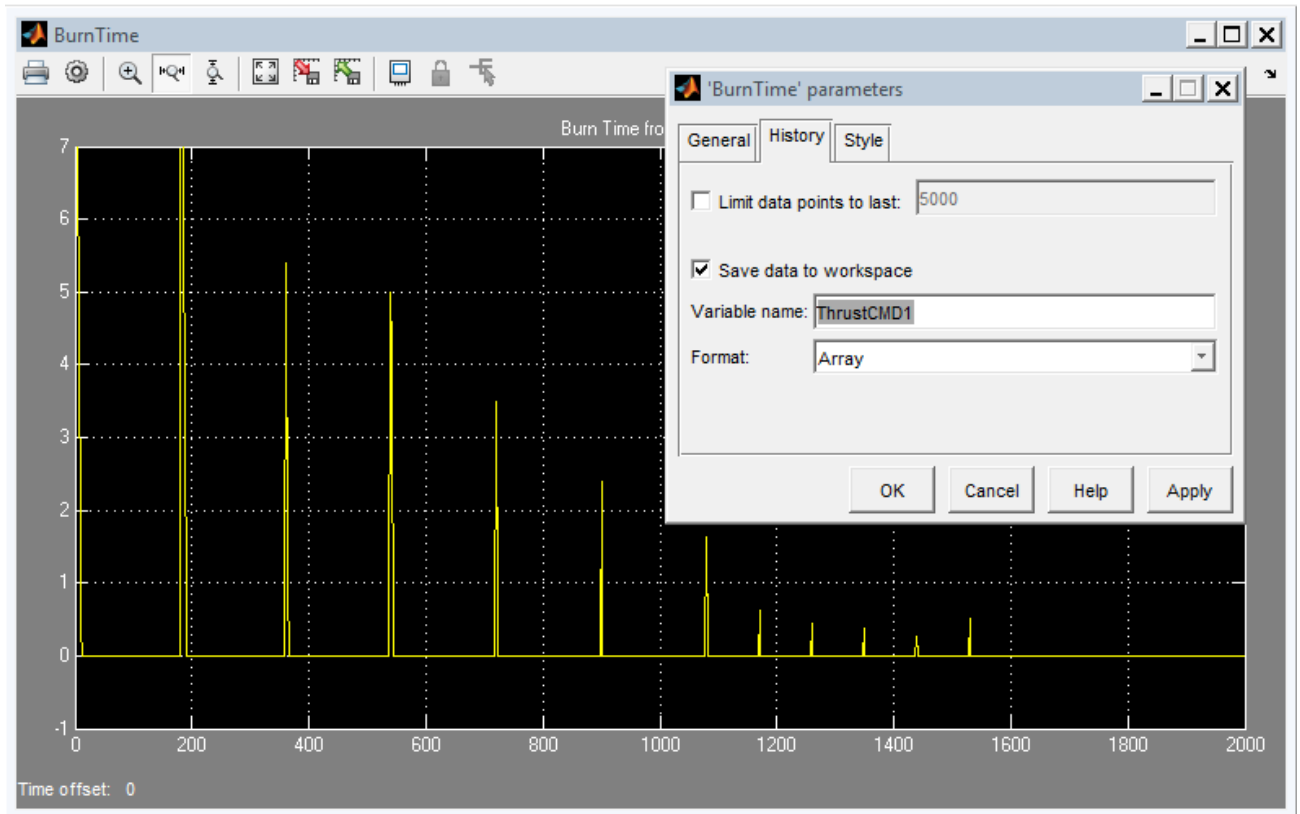 BurnTime
'BurnTime' parameters
General History Style
Limit data points to last: 5000
Save data to workspace
Variable name: ThrustCMD1
Format: Array
OK Cancel Help Apply
Burn Time fro
7
6
5
4
3
2
1
0
-1
0 200 400 600 800 1000 1200 1400 1600 1800 2000
Time offset: 0